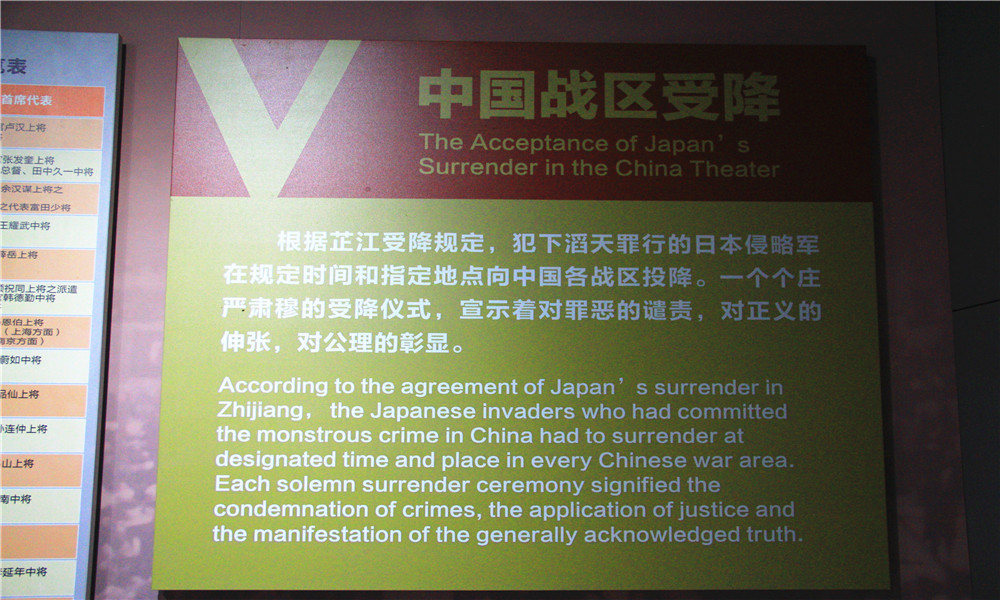 览表
首席代表
卢汉上将
张发奎上将
总督、田中久一中将
余汉谋上将之
之代表富田少将
王耀武中将
薛岳上将
顾祝同上将之派遣
韩德勤中将
恩伯上将
（上海方面）
南京方面）
蔚如中将
品仙上将
孙连仲上将
山上将
南中将
延年中将
中国战区受降
The Acceptance of Japan’s
Surrender in the China Theater
根据芷江受降规定，犯下滔天罪行的日本侵略军
在规定时间和指定地点向中国各战区投降。一个个庄
严肃穆的受降仪式，宣示着对罪恶的谴责，对正义的
伸张，对公理的彰显。
According to the agreement of Japan’s surrender in
Zhijiang， the Japanese invaders who had committed
the monstrous crime in China had to surrender at
designated time and place in every Chinese war area.
Each solemn surrender ceremony signified the
condemnation of crimes, the application of justice and
the manifestation of the generally acknowledged truth.